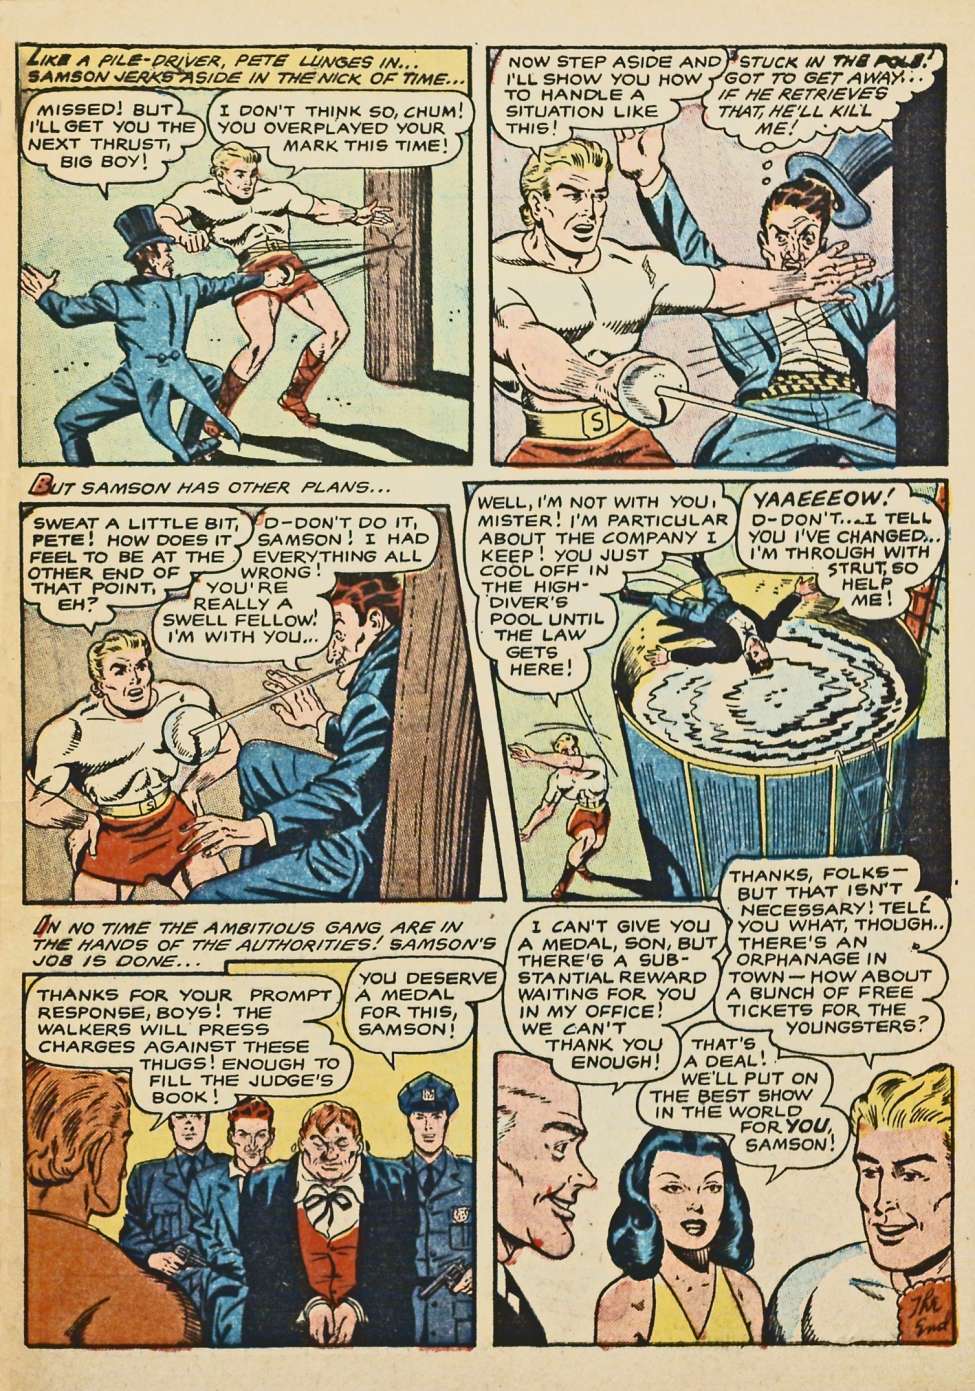 LIKE A PILE-DRIVER, PETE LUNGES IN...
SAMSON JERKS ASIDE IN THE NICK OF TIME...
MISSED! BUT
I'LL GET YOU THE
NEXT THRUST,
BIG BOY!
I DON'T THINK SO, CHUM!
YOU OVERPLAYED YOUR
MARK THIS TIME!
NOW STEP ASIDE AND
I'LL SHOW YOU HOW
TO HANDLE A
SITUATION LIKE
THIS!
STUCK IN THE POLE!
GOT TO GET AWAY...
IF HE RETRIEVES
THAT, HE'LL KILL
ME!
S
BUT SAMSON HAS OTHER PLANS...
SWEAT A LITTLE BIT,
PETE! HOW DOES IT
FEEL TO BE AT THE
OTHER END OF
THAT POINT,
EH?
D-DON'T DO IT,
SAMSON! I HAD
EVERYTHING ALL
WRONG!
YOU'RE
REALLY A
SWELL FELLOW!
I'M WITH YOU...
S
WELL, I'M NOT WITH YOU,
MISTER! I'M PARTICULAR
ABOUT THE COMPANY I
KEEP! YOU JUST
COOL OFF IN
THE HIGH-
DIVER'S
POOL UNTIL
THE LAW
GETS
HERE!
YAAEEEEOW!
D-DON'T...I TELL
YOU I'VE CHANGED...
I'M THROUGH WITH
STRUT, SO
HELP
ME!
IN NO TIME THE AMBITIOUS GANG ARE IN
THE HANDS OF THE AUTHORITIES! SAMSON'S
JOB IS DONE...
THANKS FOR YOUR PROMPT
RESPONSE, BOYS! THE
WALKERS WILL PRESS
CHARGES AGAINST THESE
THUGS! ENOUGH TO
FILL THE JUDGE'S
BOOK!
YOU DESERVE
A MEDAL
FOR THIS,
SAMSON!
I CAN'T GIVE YOU
A MEDAL, SON, BUT
THERE'S A SUB-
STANTIAL REWARD
WAITING FOR YOU
IN MY OFFICE!
WE CAN'T
THANK YOU
ENOUGH!
THANKS, FOLKS—
BUT THAT ISN'T
NECESSARY! TELL
YOU WHAT, THOUGH..
THERE'S AN
ORPHANAGE IN
TOWN—HOW ABOUT
A BUNCH OF FREE
TICKETS FOR THE
YOUNGSTERS?
THAT'S
A DEAL!
WE'LL PUT ON
THE BEST SHOW
IN THE WORLD
FOR YOU,
SAMSON!
The
End